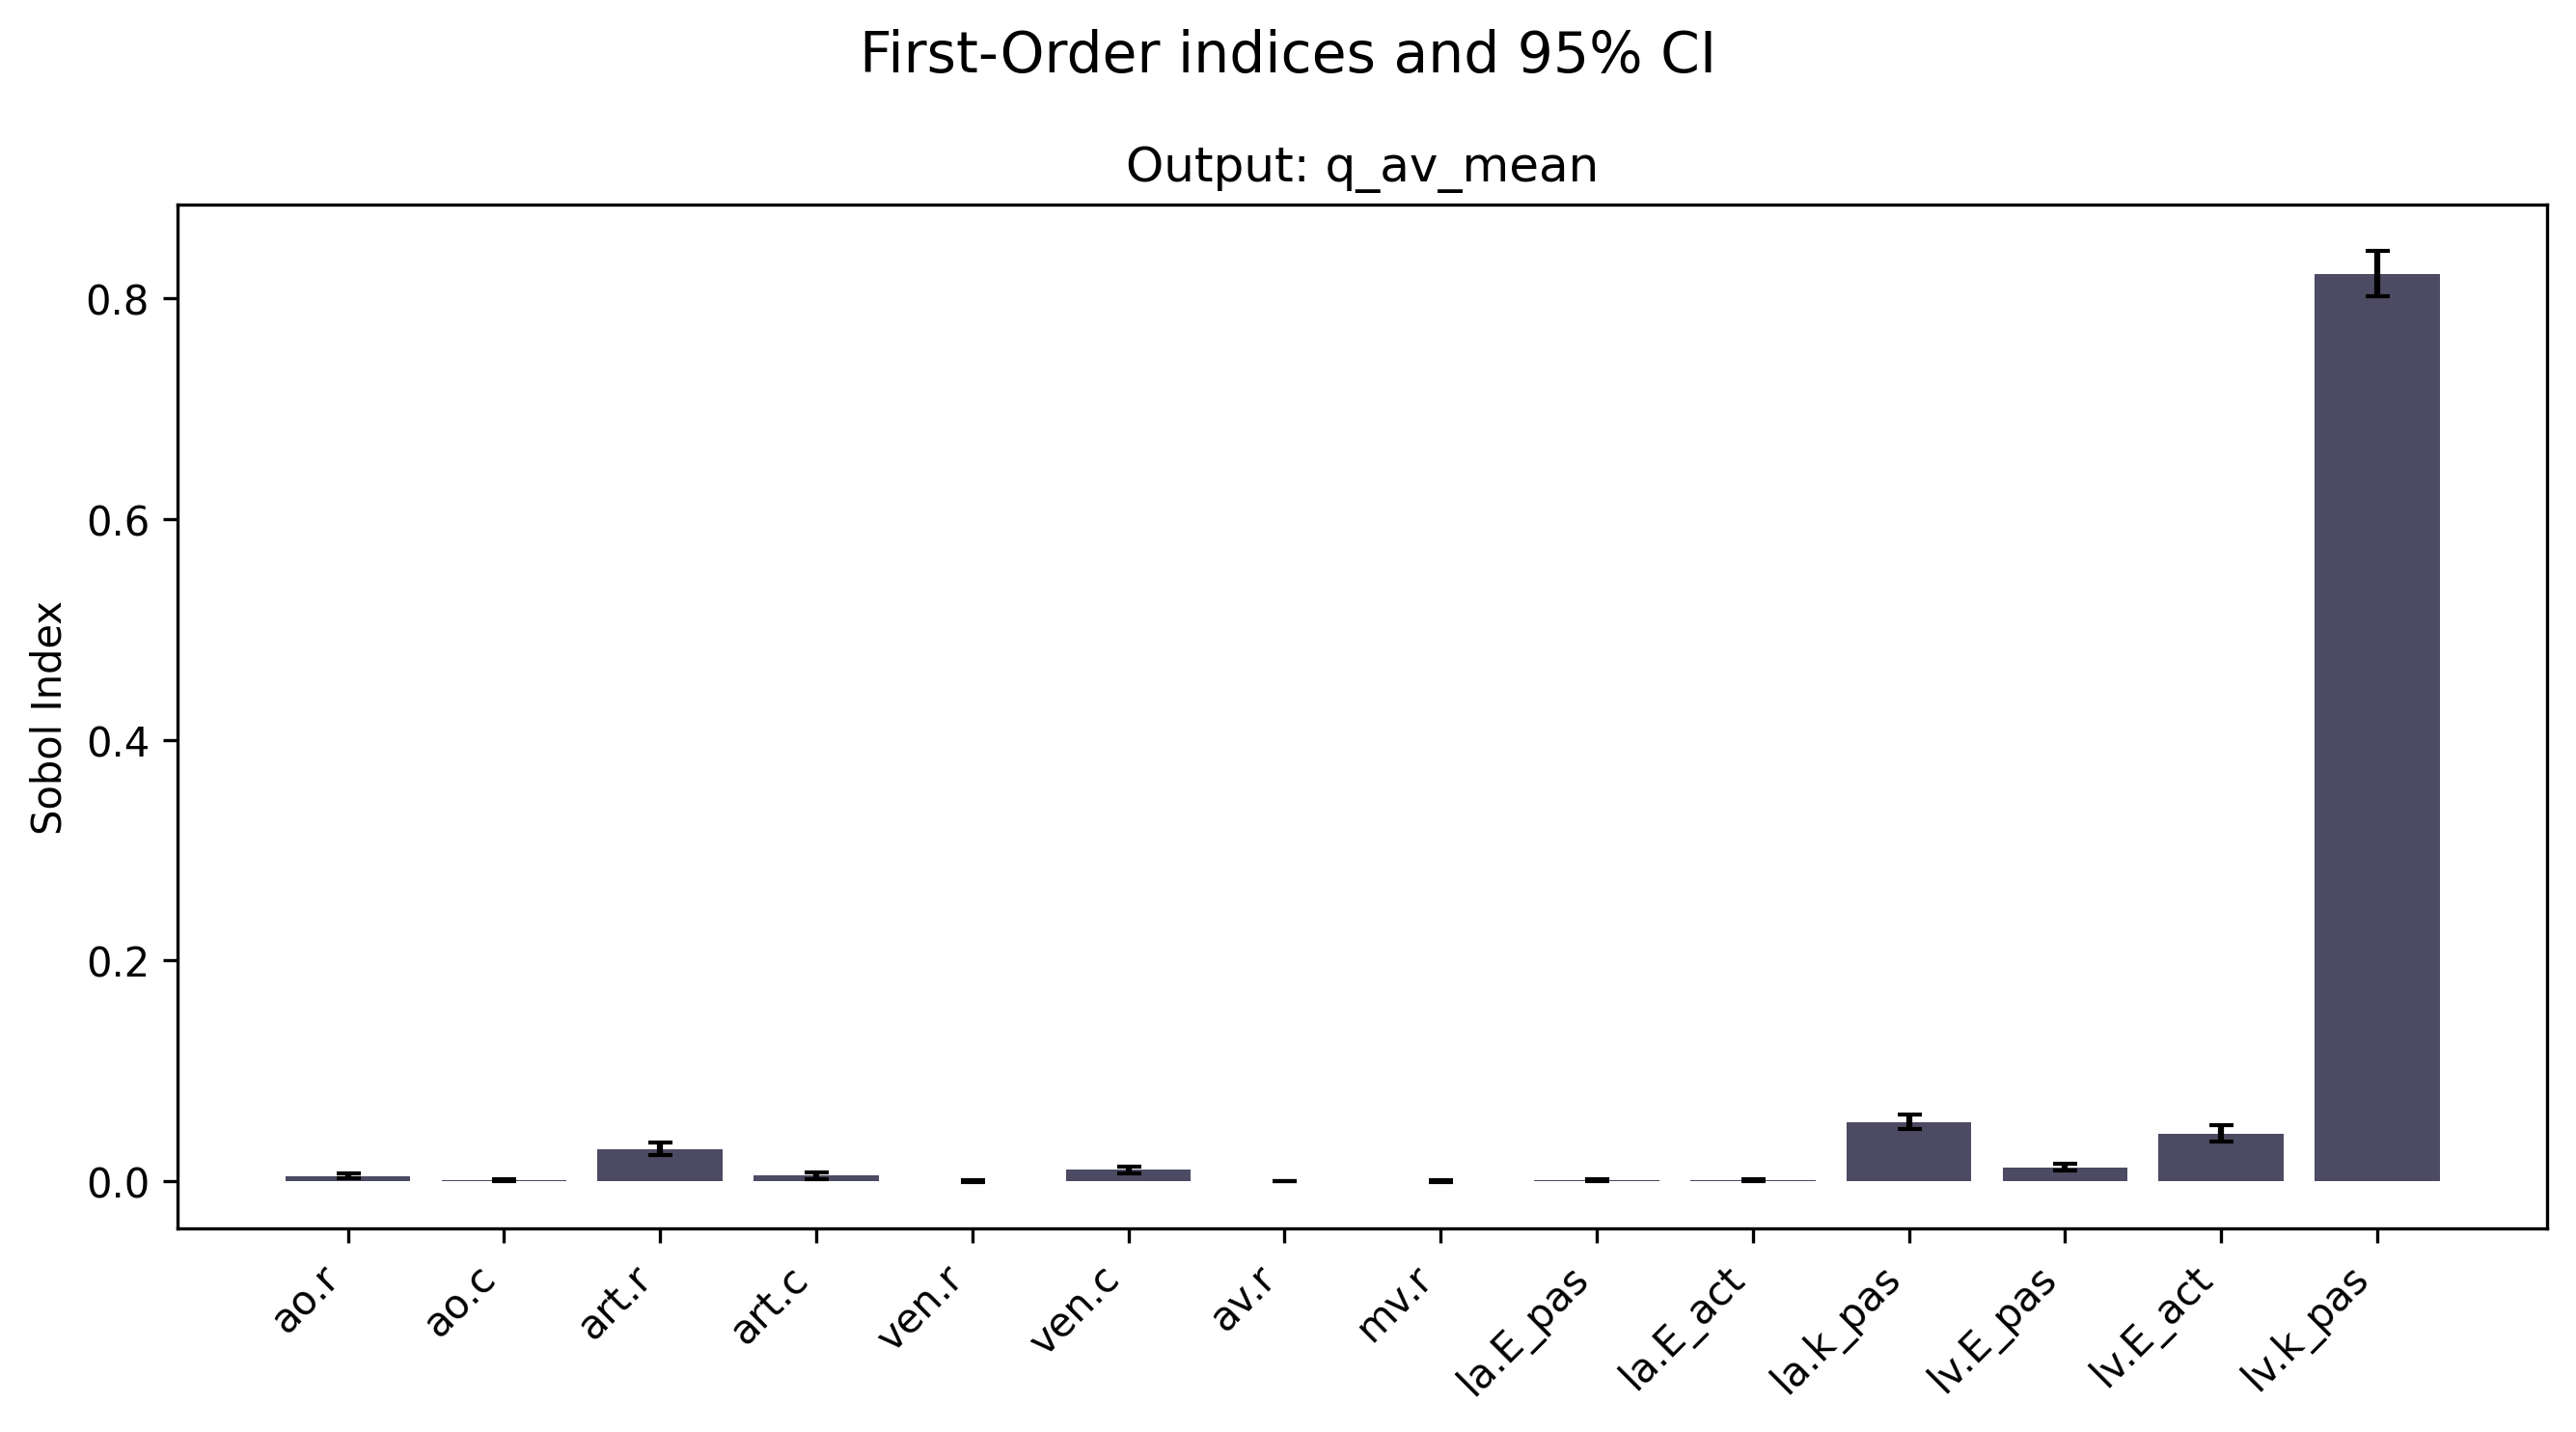 First-Order indices and 95% CI
Output: q_av_mean
Sobol Index
0.8
0.6
0.4
0.2
0.0
ao.r
ao.c
art.r
art.c
ven.r
ven.c
av.r
mv.r
la.E_pas
la.E_act
la.k_pas
lv.E_pas
lv.E_act
lv.k_pas